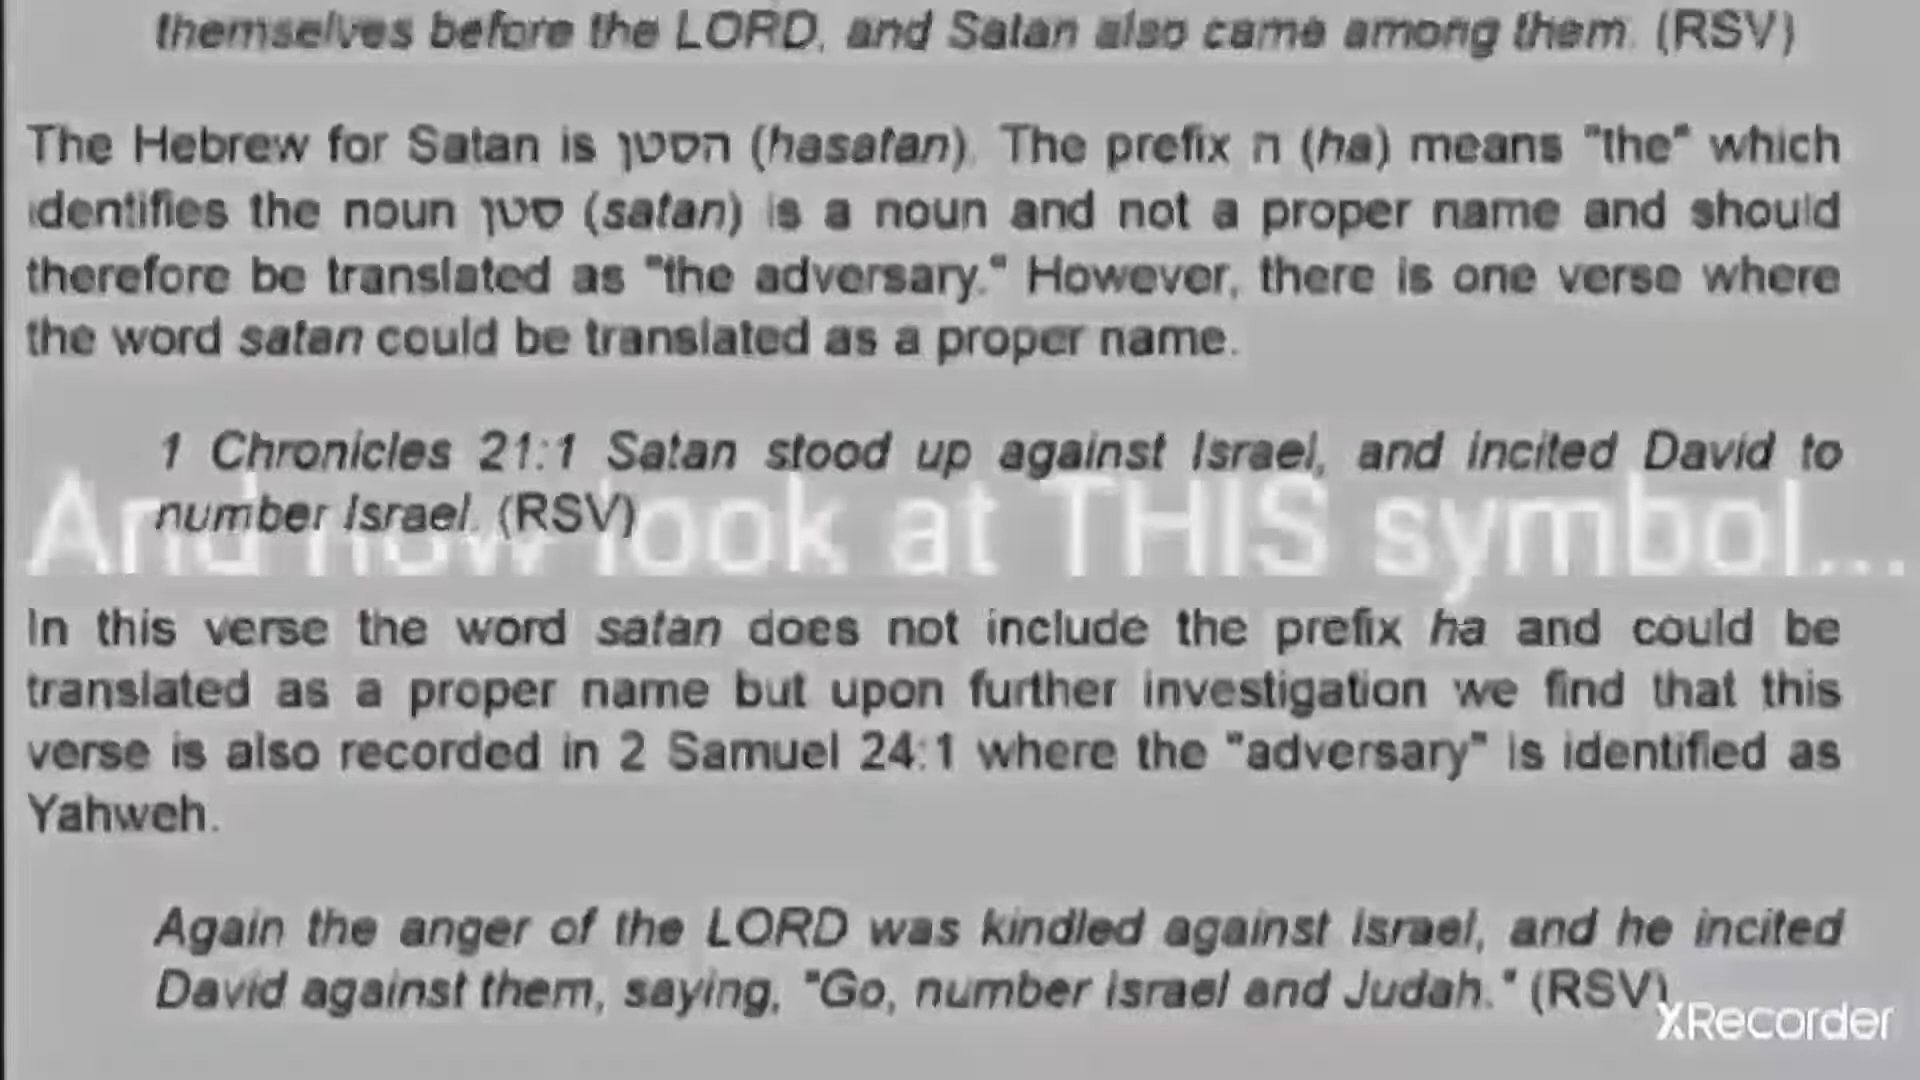 themselves before the LORD, and Satan also came among them. (RSV)
The Hebrew for Satan is הסטן (hasatan). The prefix ה (ha) means "the" which
identifies the noun סטן (satan) is a noun and not a proper name and should
therefore be translated as "the adversary." However, there is one verse where
the word satan could be translated as a proper name.
1 Chronicles 21:1 Satan stood up against Israel, and incited David to
number Israel. (RSV)
And now look at THIS symbol...
In this verse the word satan does not include the prefix ha and could be
translated as a proper name but upon further investigation we find that this
verse is also recorded in 2 Samuel 24:1 where the "adversary" is identified as
Yahweh.
Again the anger of the LORD was kindled against Israel, and he incited
David against them, saying, "Go, number Israel and Judah." (RSV)
XRecorder